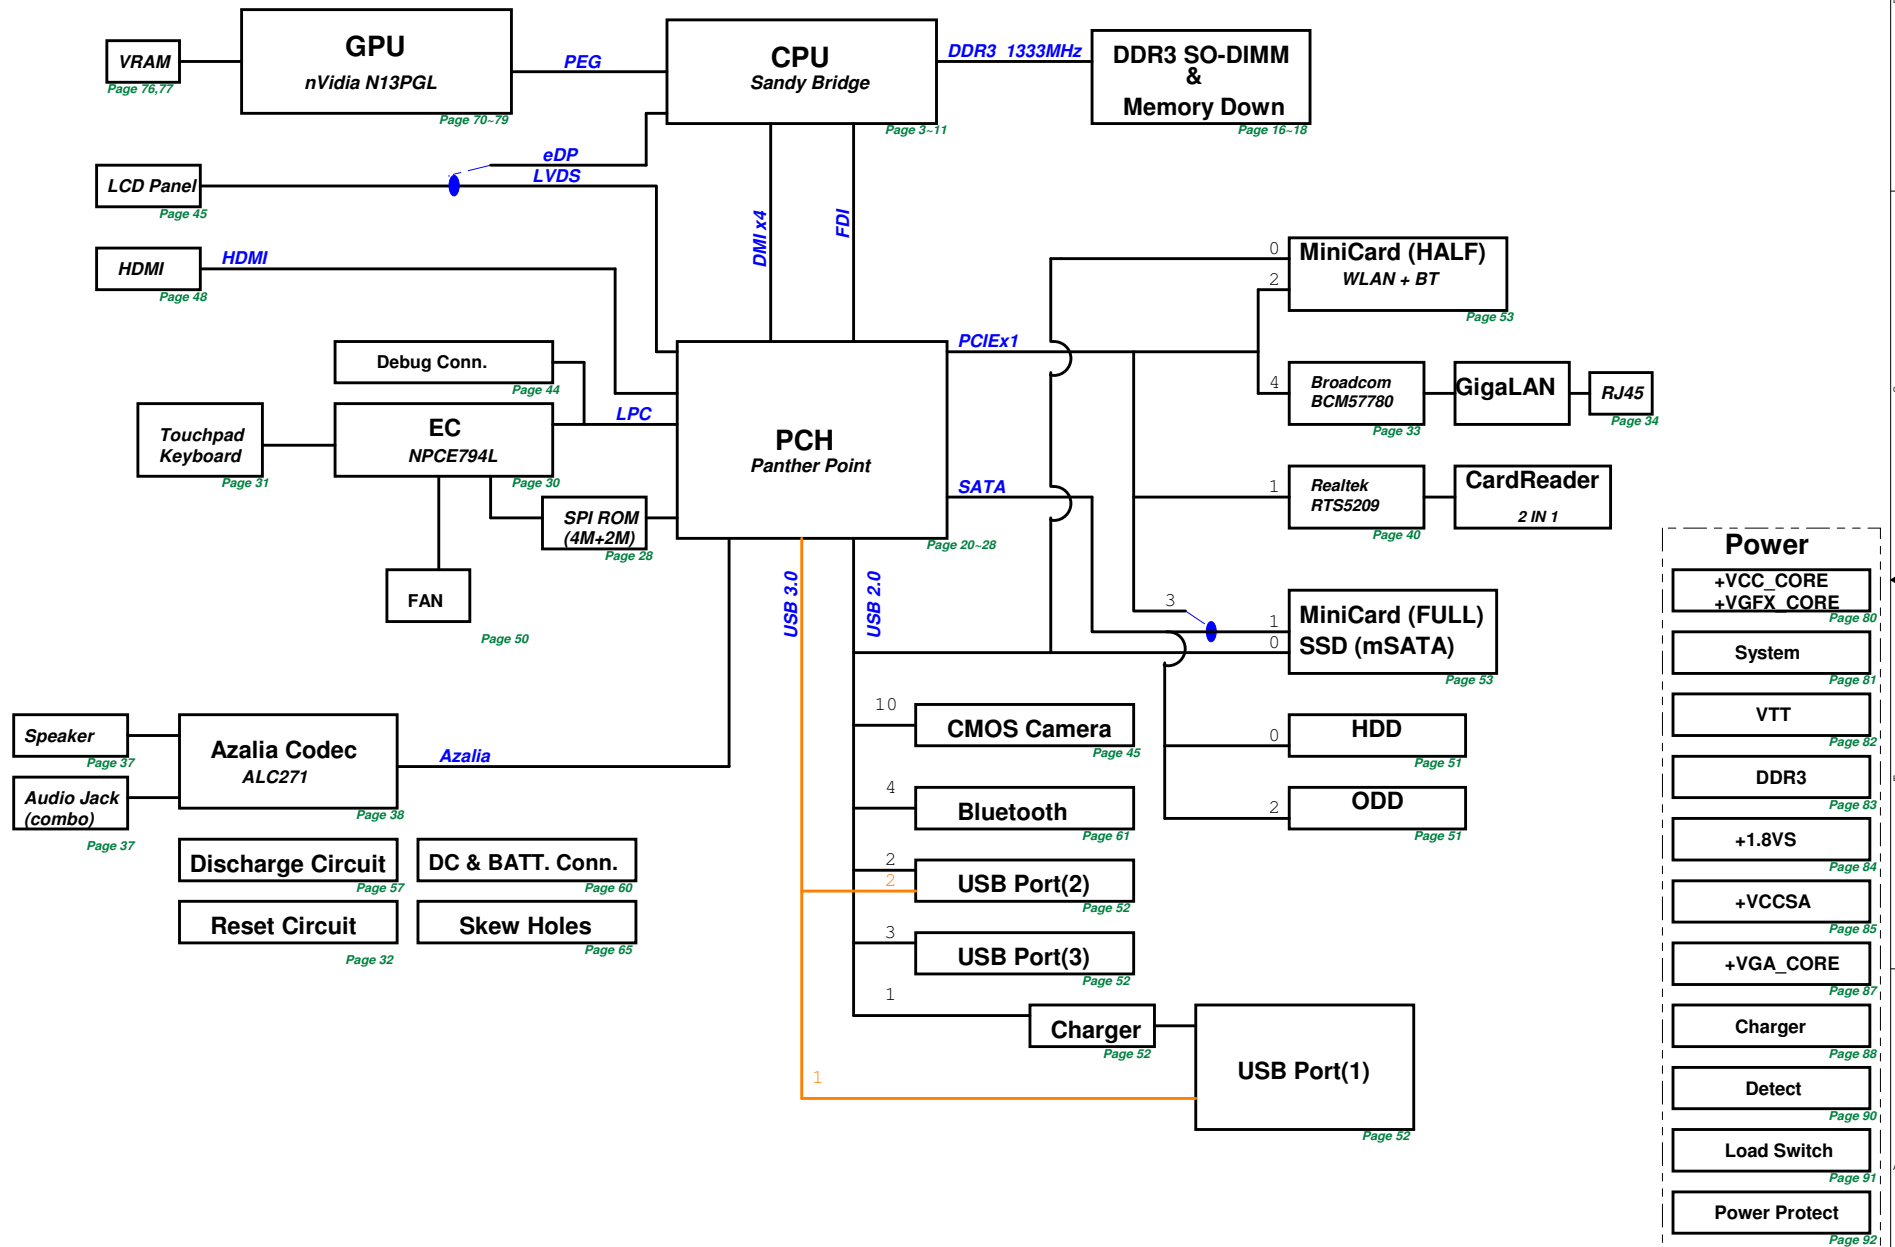 GPU
nVidia N13PGL
Page 70~79
VRAM
Page 76,77
PEG
CPU
Sandy Bridge
Page 3~11
DDR3 1333MHz
DDR3 SO-DIMM
&
Memory Down
Page 16~18
eDP
LVDS
LCD Panel
Page 45
HDMI
HDMI
Page 48
DMI x4
FDI
Debug Conn.
Page 44
EC
NPCE794L
Page 30
LPC
Touchpad
Keyboard
Page 31
SPI ROM
(4M+2M)
Page 28
FAN
Page 50
PCH
Panther Point
Page 20~28
PCIEx1
SATA
USB 3.0
USB 2.0
0
2
MiniCard (HALF)
WLAN + BT
Page 53
4
Broadcom
BCM57780
Page 33
GigaLAN
RJ45
Page 34
1
Realtek
RTS5209
Page 40
CardReader
2 IN 1
3
1
0
MiniCard (FULL)
SSD (mSATA)
Page 53
0
HDD
Page 51
2
ODD
Page 51
10
CMOS Camera
Page 45
4
Bluetooth
Page 61
2
2
USB Port(2)
Page 52
3
USB Port(3)
Page 52
1
Charger
Page 52
1
USB Port(1)
Page 52
Speaker
Page 37
Audio Jack
(combo)
Page 37
Azalia Codec
ALC271
Page 38
Azalia
Discharge Circuit
Page 57
DC & BATT. Conn.
Page 60
Reset Circuit
Page 32
Skew Holes
Page 65
Power
+VCC_CORE
+VGFX_CORE
Page 80
System
Page 81
VTT
Page 82
DDR3
Page 83
+1.8VS
Page 84
+VCCSA
Page 85
+VGA_CORE
Page 87
Charger
Page 88
Detect
Page 90
Load Switch
Page 91
Power Protect
Page 92